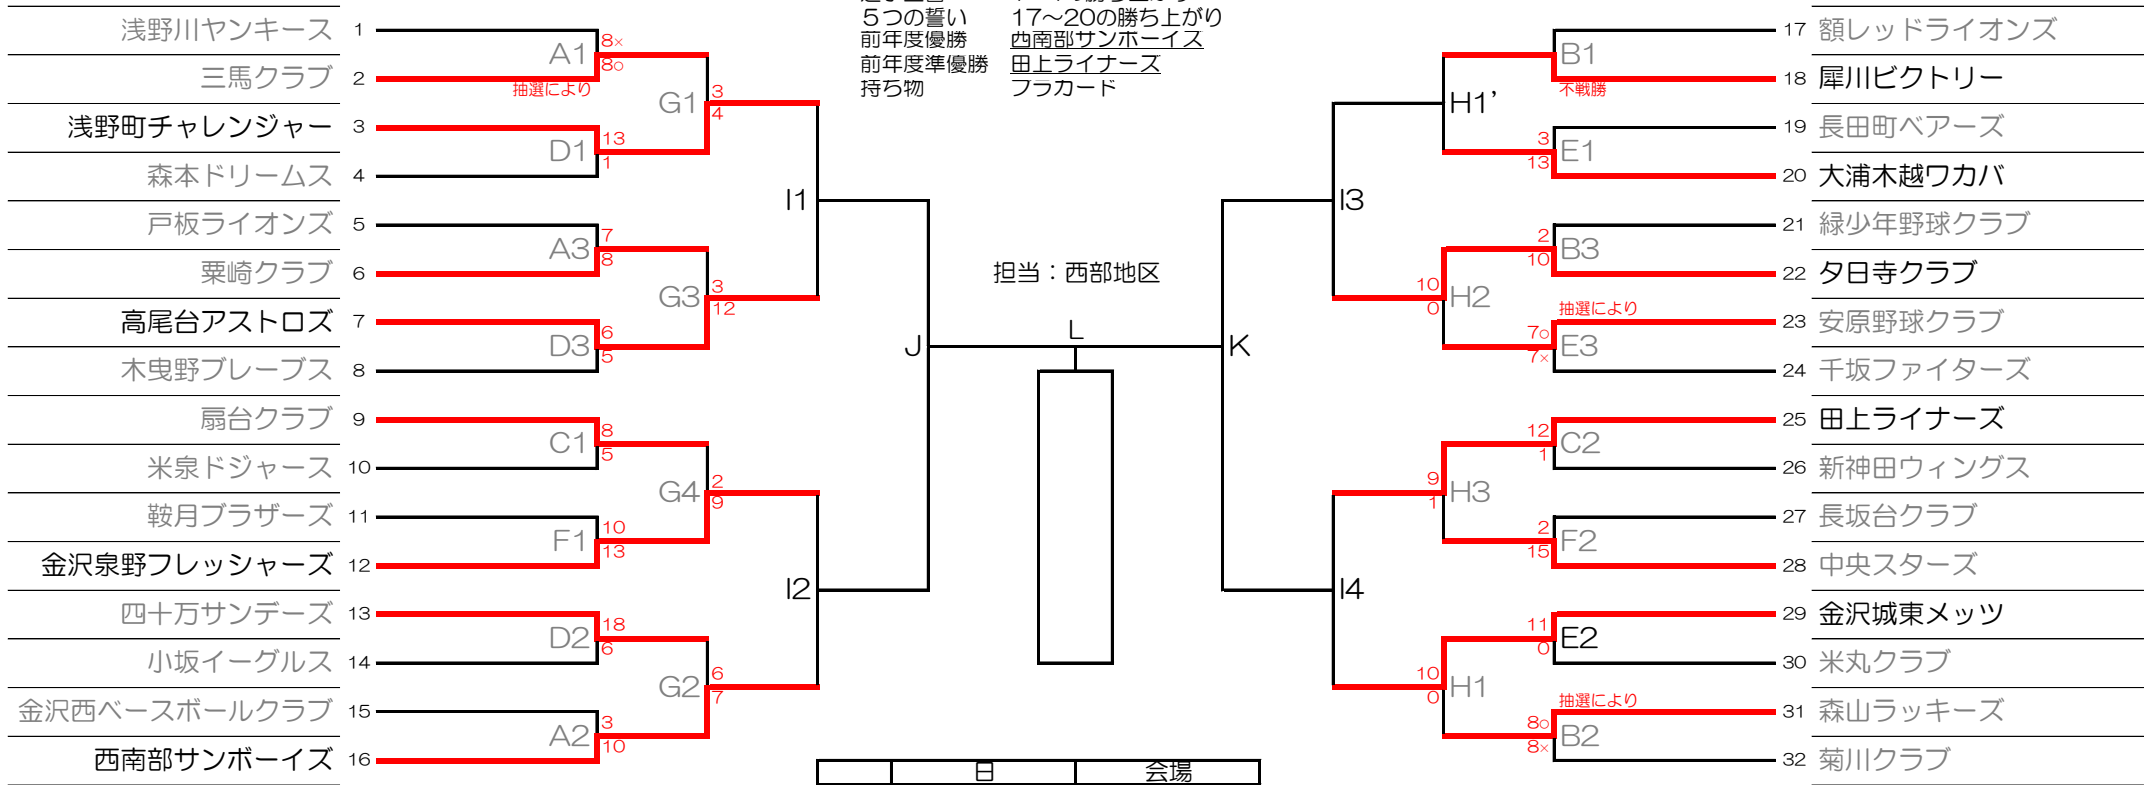 5つの誓い 17〜20の勝ち上がり
前年度優勝 西南部サンボーイズ
前年度準優勝 田上ライナーズ
持ち物 プラカード
浅野川ヤンキース 1
A1 8× 8○
三馬クラブ 2
抽選により
G1 3 4
浅野町チャレンジャー 3
D1 13 1
森本ドリームス 4
I1
戸板ライオンズ 5
A3 7 8
粟崎クラブ 6
G3 3 12
高尾台アストロズ 7
D3 6 5
木曳野ブレーブス 8
J
扇台クラブ 9
C1 8 5
米泉ドジャース 10
G4 2 9
鞍月ブラザーズ 11
F1 10 13
金沢泉野フレッシャーズ 12
I2
四十万サンデーズ 13
D2 18 6
小坂イーグルス 14
G2 6 7
金沢西ベースボールクラブ 15
A2 3 10
西南部サンボーイズ 16
担当：西部地区
L
17 額レッドライオンズ
B1
18 犀川ビクトリー
不戦勝
H1’
19 長田町ベアーズ
3 13 E1
20 大浦木越ワカバ
I3
21 緑少年野球クラブ
2 10 B3
22 夕日寺クラブ
10 0 H2
抽選により
23 安原野球クラブ
7○ 7× E3
24 千坂ファイターズ
K
25 田上ライナーズ
12 1 C2
26 新神田ウィングス
9 1 H3
27 長坂台クラブ
2 15 F2
28 中央スターズ
I4
29 金沢城東メッツ
11 0 E2
30 米丸クラブ
10 0 H1
抽選により
31 森山ラッキーズ
8○ 8× B2
32 菊川クラブ
日 会場